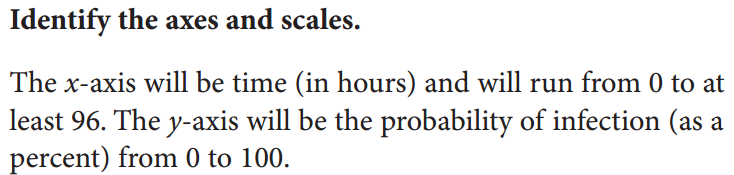 Identify the axes and scales.
The x-axis will be time (in hours) and will run from 0 to at
least 96. The y-axis will be the probability of infection (as a
percent) from 0 to 100.